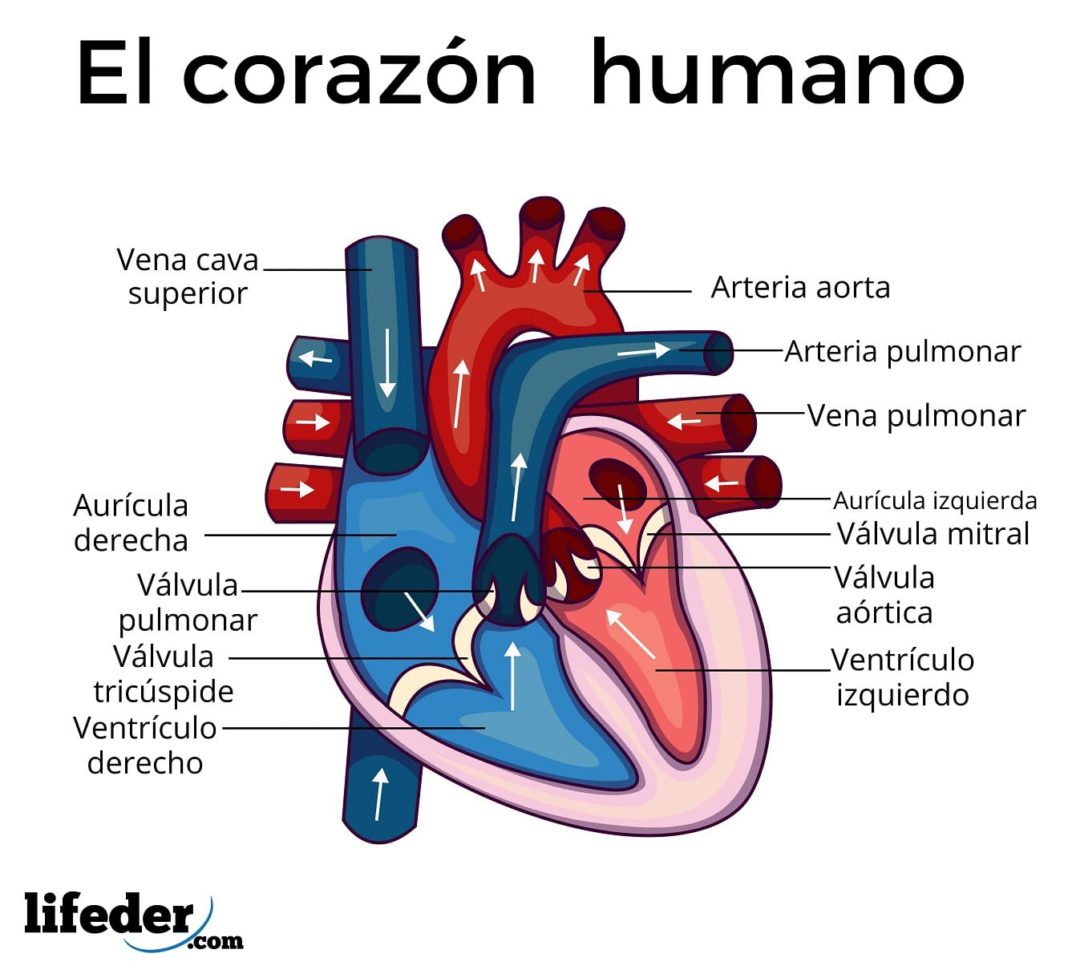 El corazón humano
Vena cava
superior
Arteria aorta
Arteria pulmonar
Vena pulmonar
Aurícula
derecha
Aurícula izquierda
Válvula mitral
Válvula
pulmonar
Válvula
aórtica
Válvula
tricúspide
Ventrículo
izquierdo
Ventrículo
derecho
lifeder
.com